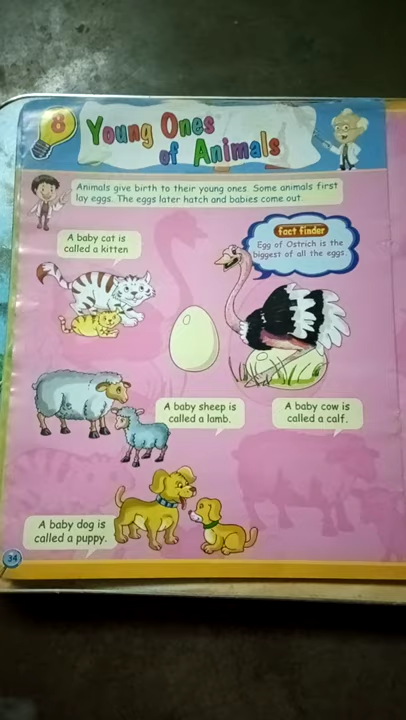 8
Young Ones
of Animals
Animals give birth to their young ones. Some animals first
lay eggs. The eggs later hatch and babies come out.
fact finder
Egg of Ostrich is the
biggest of all the eggs.
A baby cat is
called a kitten
A baby sheep is
called a lamb.
A baby cow is
called a calf.
A baby dog is
called a puppy.
34